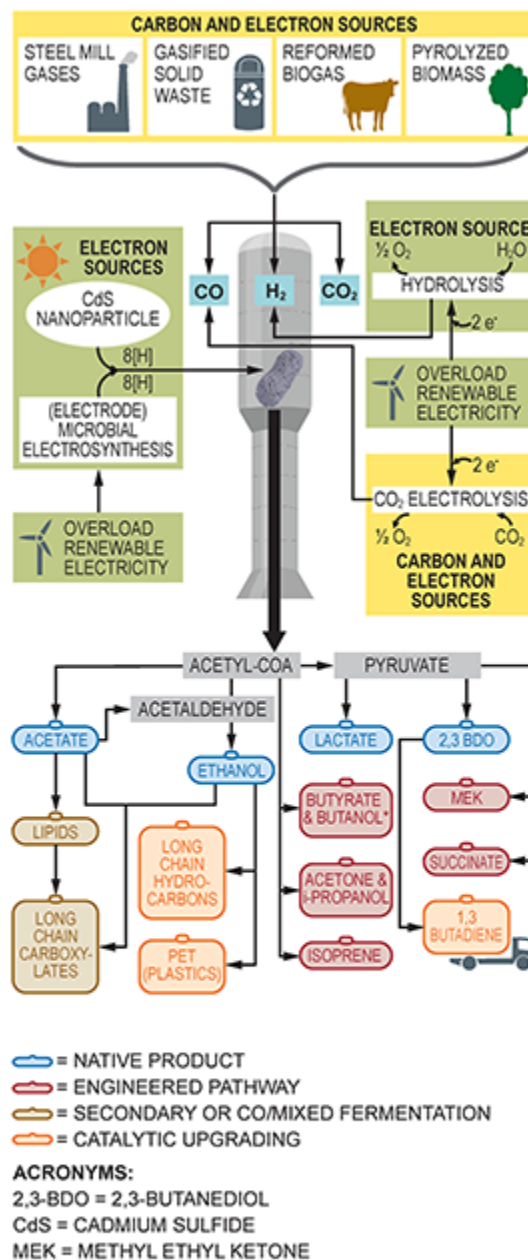 CARBON AND ELECTRON SOURCES
STEEL MILL
GASES
GASIFIED
SOLID
WASTE
REFORMED
BIOGAS
PYROLYZED
BIOMASS
ELECTRON
SOURCES
CdS
NANOPARTICLE
8[H]
8[H]
(ELECTRODE)
MICROBIAL
ELECTROSYNTHESIS
OVERLOAD
RENEWABLE
ELECTRICITY
CO
H₂
CO₂
ELECTRON SOURCE
½ O₂
H₂O
HYDROLYSIS
2 e⁻
OVERLOAD
RENEWABLE
ELECTRICITY
2 e⁻
CO₂ ELECTROLYSIS
½ O₂
CO₂
CARBON AND
ELECTRON
SOURCES
ACETYL-COA
PYRUVATE
ACETALDEHYDE
ACETATE
ETHANOL
LACTATE
2,3 BDO
LIPIDS
LONG
CHAIN
CARBOXY-
LATES
LONG
CHAIN
HYDRO-
CARBONS
PET
(PLASTICS)
BUTYRATE
& BUTANOL*
ACETONE &
i-PROPANOL
ISOPRENE
MEK
SUCCINATE
1,3
BUTADIENE
= NATIVE PRODUCT
= ENGINEERED PATHWAY
= SECONDARY OR CO/MIXED FERMENTATION
= CATALYTIC UPGRADING
ACRONYMS:
2,3-BDO = 2,3-BUTANEDIOL
CdS = CADMIUM SULFIDE
MEK = METHYL ETHYL KETONE